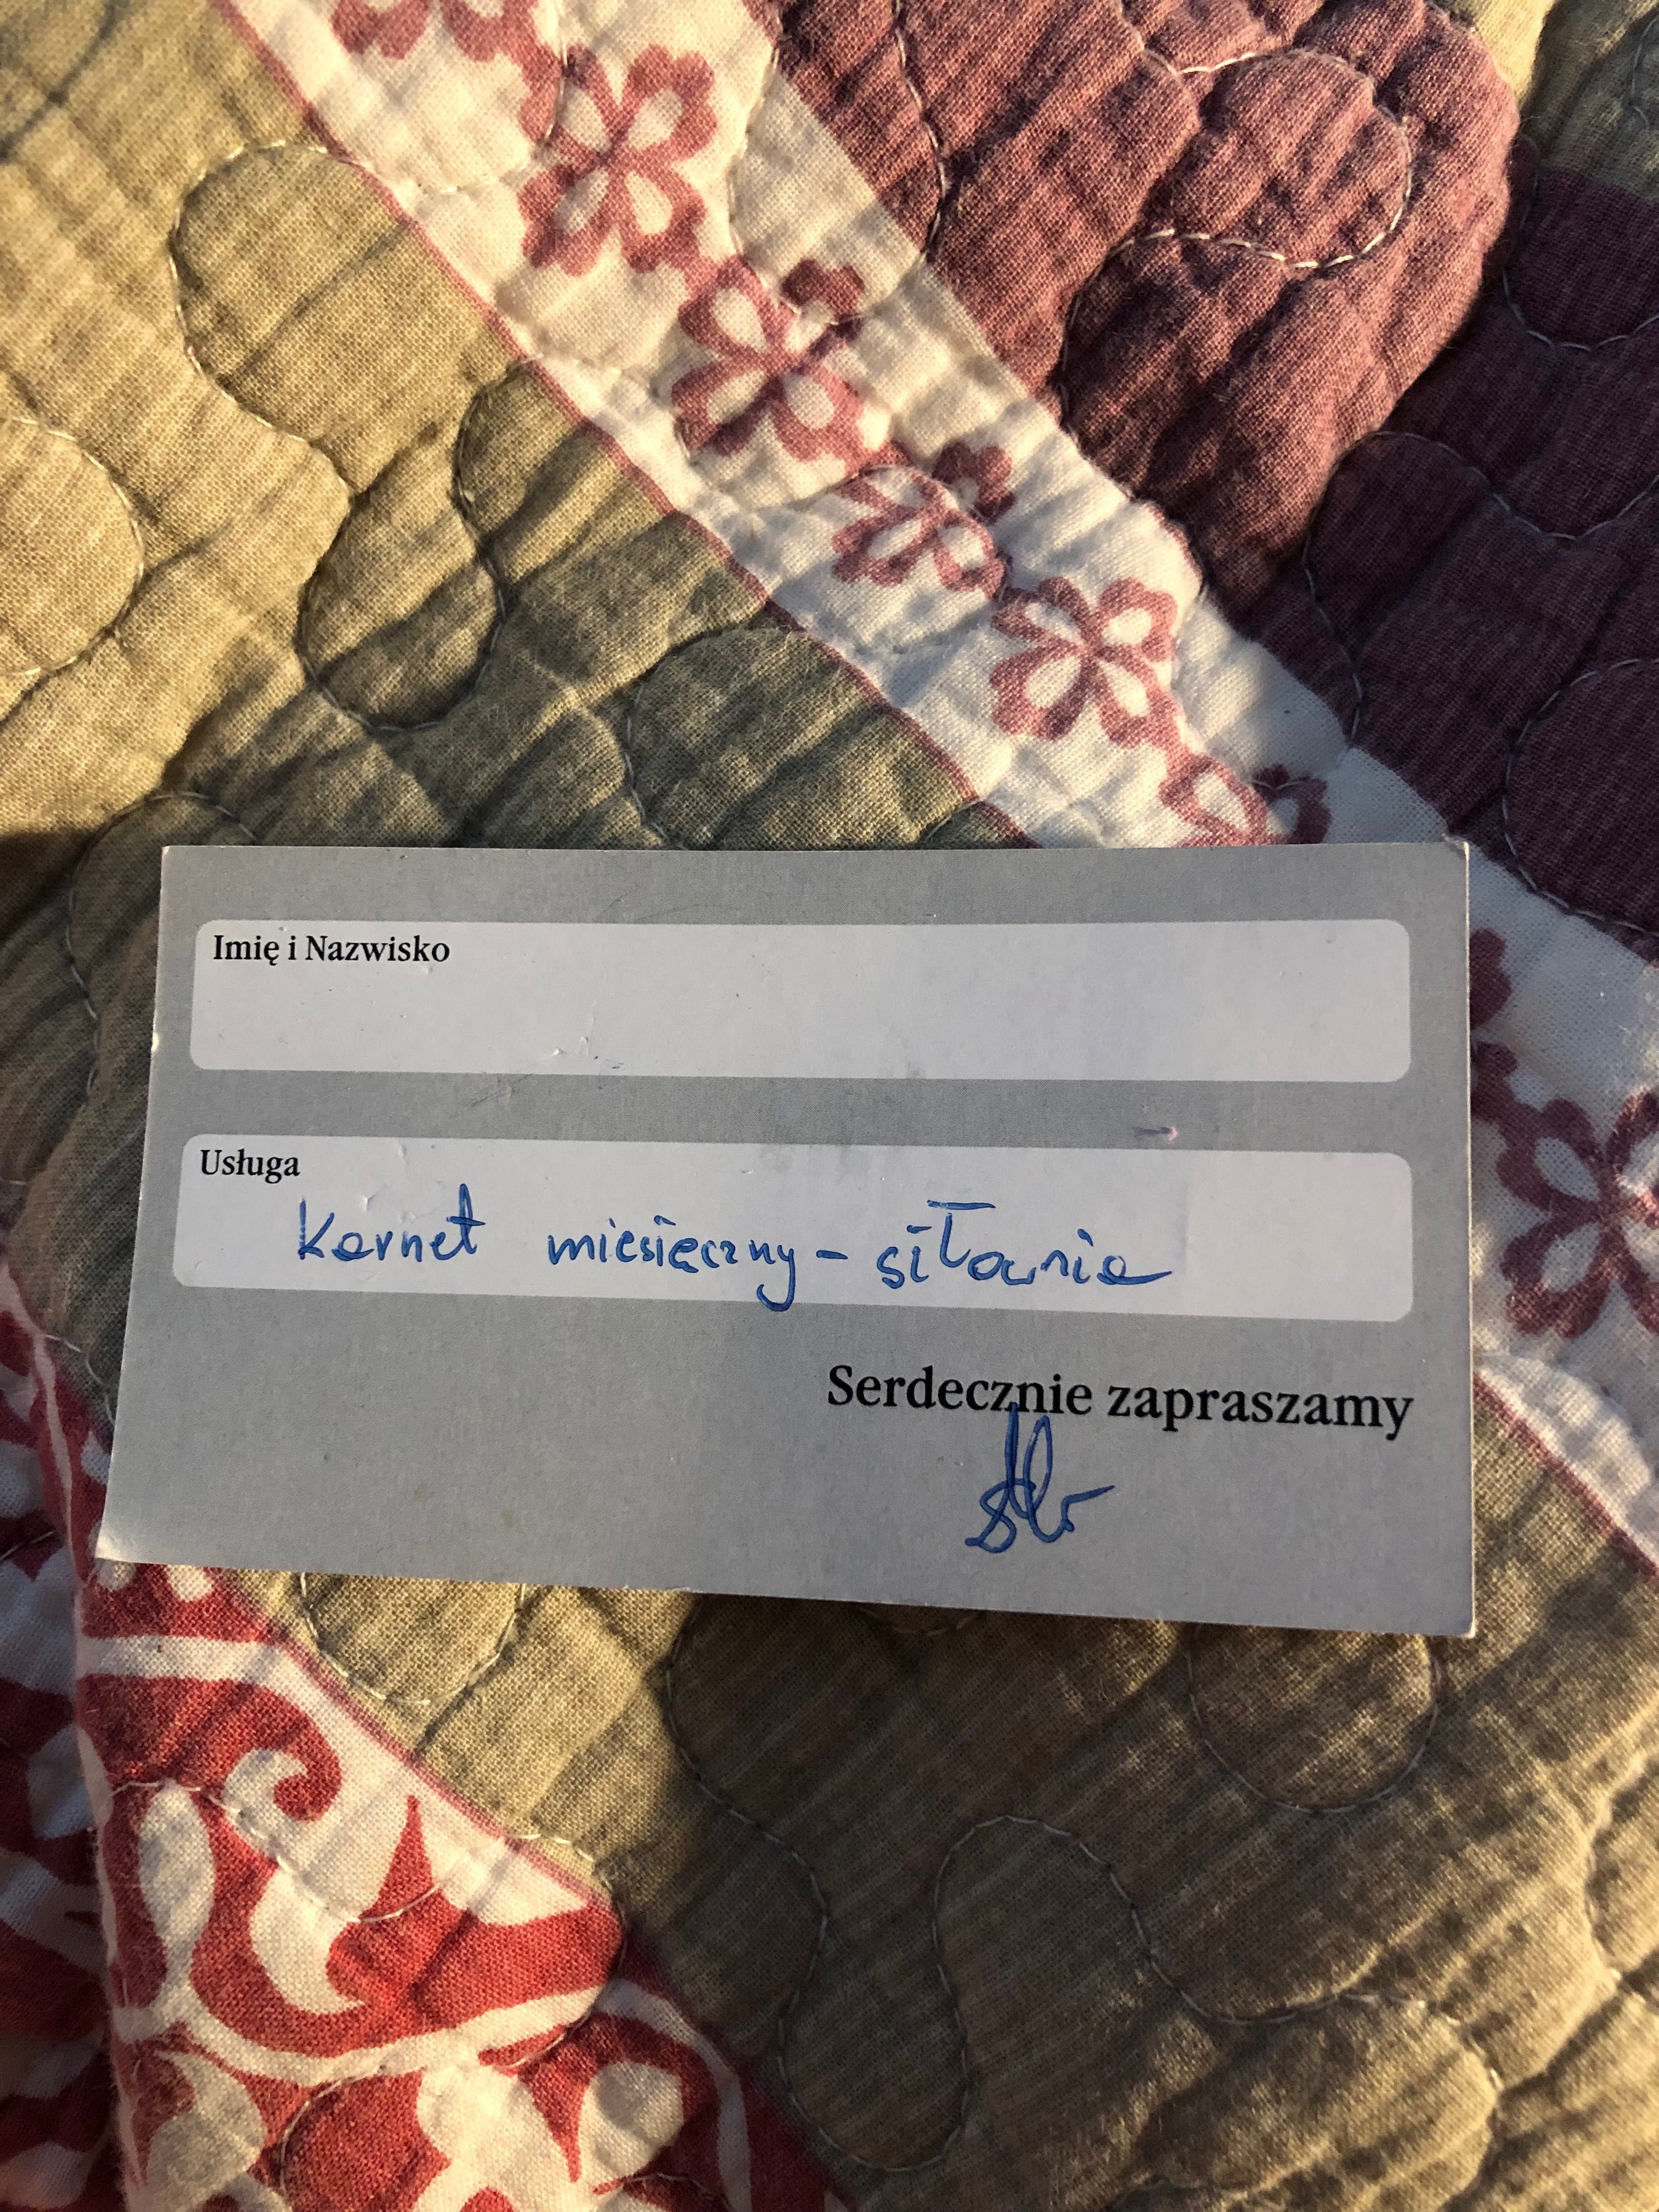 Imię i Nazwisko
Usługa
Karnet miesięczny - siłownia
Serdecznie zapraszamy